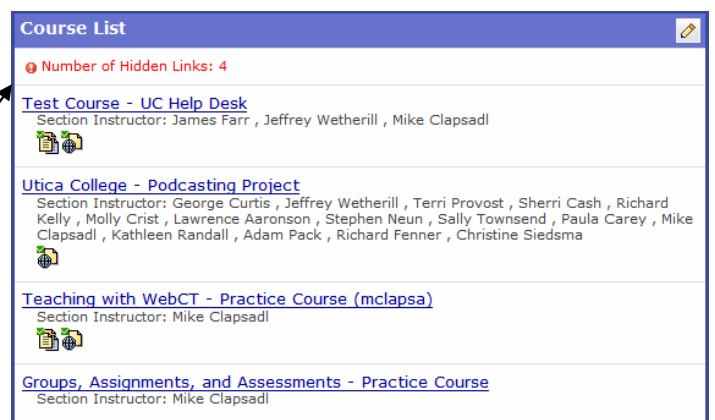 Course List
Number of Hidden Links: 4
Test Course - UC Help Desk
Section Instructor: James Farr , Jeffrey Wetherill , Mike Clapsadl
Utica College - Podcasting Project
Section Instructor: George Curtis , Jeffrey Wetherill , Terri Provost , Sherri Cash , Richard
Kelly , Molly Crist , Lawrence Aaronson , Stephen Neun , Sally Townsend , Paula Carey , Mike
Clapsadl , Kathleen Randall , Adam Pack , Richard Fenner , Christine Siedsma
Teaching with WebCT - Practice Course (mclapsa)
Section Instructor: Mike Clapsadl
Groups, Assignments, and Assessments - Practice Course
Section Instructor: Mike Clapsadl